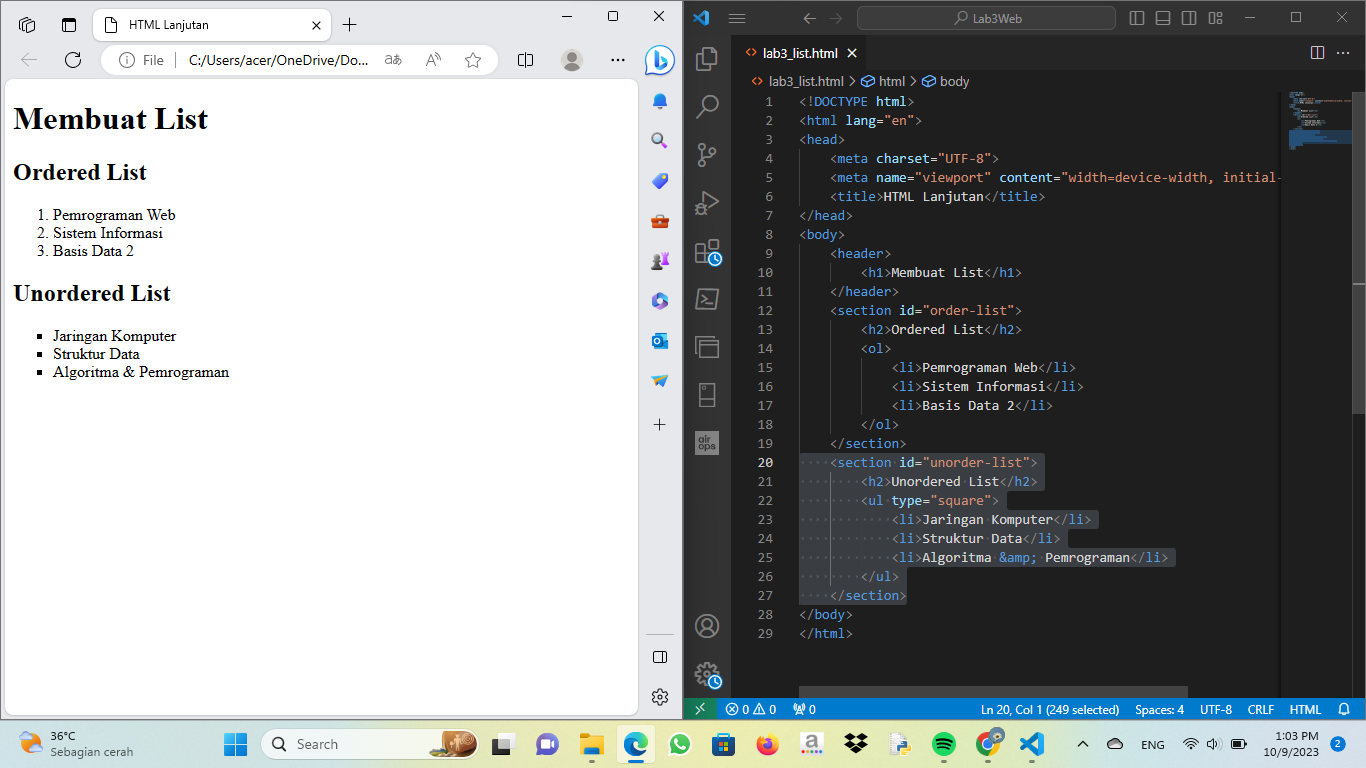 HTML Lanjutan
File
C:/Users/acer/OneDrive/Do...
Membuat List
Ordered List
1. Pemrograman Web
2. Sistem Informasi
3. Basis Data 2
Unordered List
Jaringan Komputer
Struktur Data
Algoritma & Pemrograman
Lab3Web
lab3_list.html
lab3_list.html > html > body
1 <!DOCTYPE html>
2 <html lang="en">
3 <head>
4 <meta charset="UTF-8">
5 <meta name="viewport" content="width=device-width, initial-
6 <title>HTML Lanjutan</title>
7 </head>
8 <body>
9 <header>
10 <h1>Membuat List</h1>
11 </header>
12 <section id="order-list">
13 <h2>Ordered List</h2>
14 <ol>
15 <li>Pemrograman Web</li>
16 <li>Sistem Informasi</li>
17 <li>Basis Data 2</li>
18 </ol>
19 </section>
20 <section id="unorder-list">
21 <h2>Unordered List</h2>
22 <ul type="square">
23 <li>Jaringan Komputer</li>
24 <li>Struktur Data</li>
25 <li>Algoritma &amp; Pemrograman</li>
26 </ul>
27 </section>
28 </body>
29 </html>
air
ops
0 0 0
Ln 20, Col 1 (249 selected)
Spaces: 4
UTF-8
CRLF
HTML
36°C
Sebagian cerah
Search
ENG
1:03 PM
10/9/2023
2